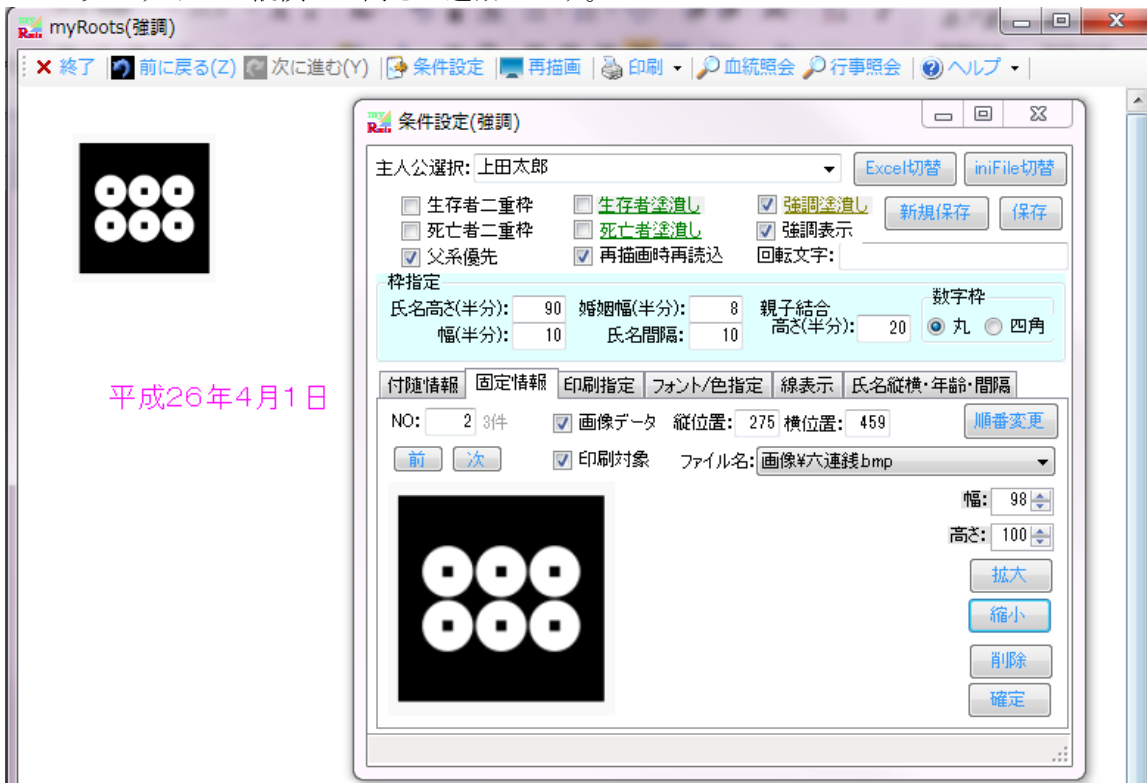 myRoots(強調)
終了 前に戻る(Z) 次に進む(Y) 条件設定 再描画 印刷 血統照会 行事照会 ヘルプ
平成26年4月1日
条件設定(強調)
主人公選択: 上田太郎 Excel切替 iniFile切替
生存者二重枠 生存者塗潰し 強調塗潰し 新規保存 保存
死亡者二重枠 死亡者塗潰し 強調表示
父系優先 再描画時再読込 回転文字:
枠指定
氏名高さ(半分): 90 婚姻幅(半分): 8 親子結合 数字枠
幅(半分): 10 氏名間隔: 10 高さ(半分): 20 丸 四角
付随情報 固定情報 印刷指定 フォント/色指定 線表示 氏名縦横・年齢・間隔
NO: 2 3件 画像データ 縦位置: 275 横位置: 459 順番変更
前 次 印刷対象 ファイル名: 画像¥六連銭.bmp
幅: 98
高さ: 100
拡大
縮小
削除
確定